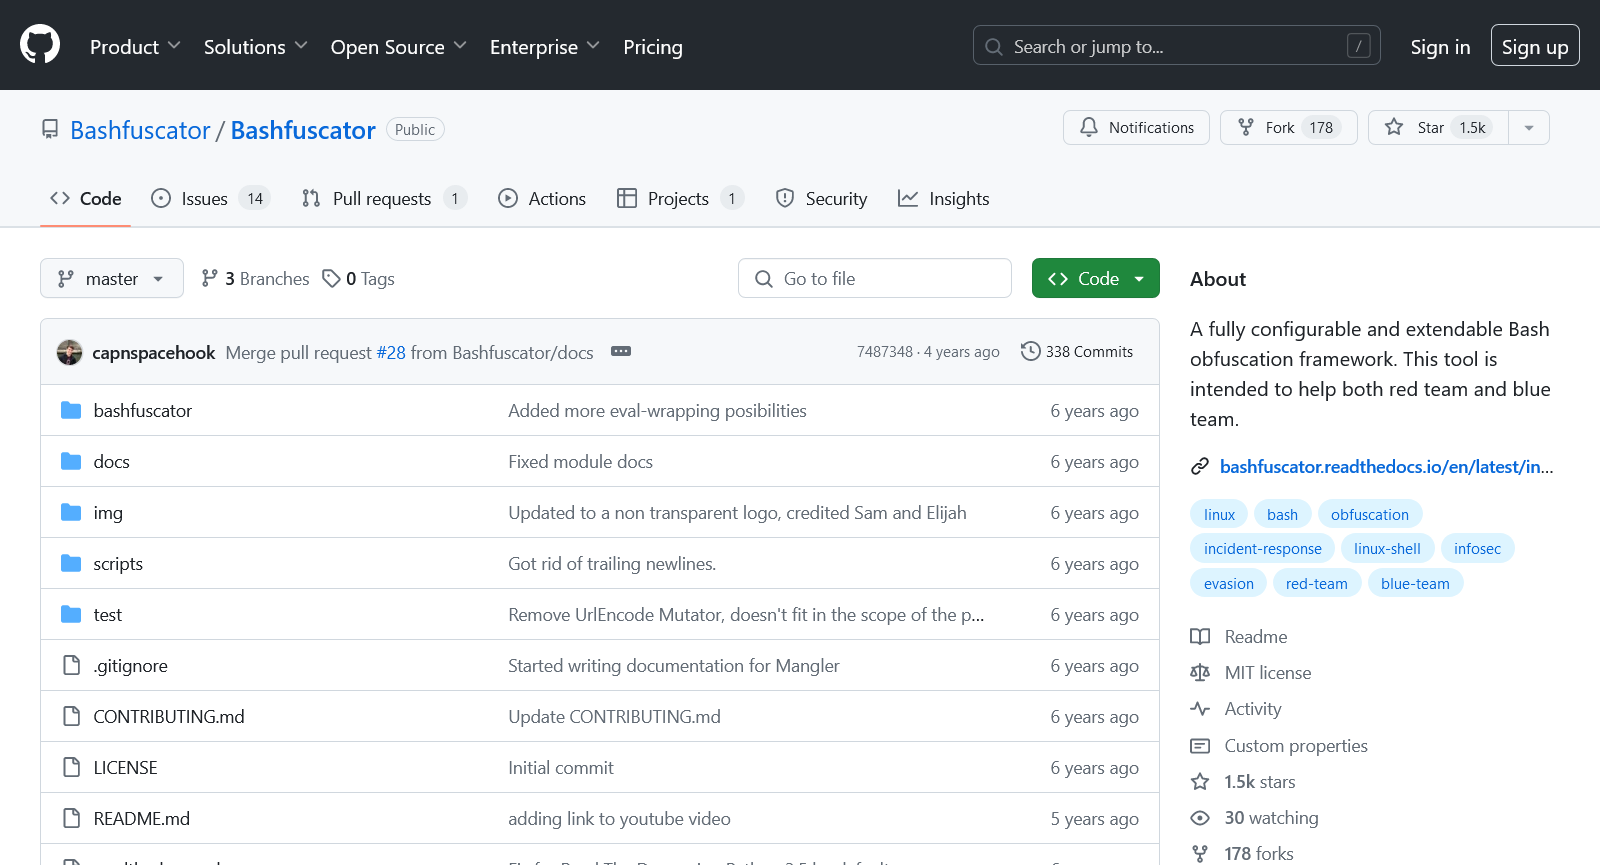 Product Solutions Open Source Enterprise Pricing Search or jump to... / Sign in Sign up
Bashfuscator / Bashfuscator Public Notifications Fork 178 Star 1.5k
Code Issues 14 Pull requests 1 Actions Projects 1 Security Insights
master 3 Branches 0 Tags Go to file Code
capnspacehook Merge pull request #28 from Bashfuscator/docs 7487348 · 4 years ago 338 Commits
bashfuscator Added more eval-wrapping posibilities 6 years ago
docs Fixed module docs 6 years ago
img Updated to a non transparent logo, credited Sam and Elijah 6 years ago
scripts Got rid of trailing newlines. 6 years ago
test Remove UrlEncode Mutator, doesn't fit in the scope of the p... 6 years ago
.gitignore Started writing documentation for Mangler 6 years ago
CONTRIBUTING.md Update CONTRIBUTING.md 6 years ago
LICENSE Initial commit 6 years ago
README.md adding link to youtube video 5 years ago
About
A fully configurable and extendable Bash
obfuscation framework. This tool is
intended to help both red team and blue
team.
bashfuscator.readthedocs.io/en/latest/in...
linux bash obfuscation
incident-response linux-shell infosec
evasion red-team blue-team
Readme
MIT license
Activity
Custom properties
1.5k stars
30 watching
178 forks